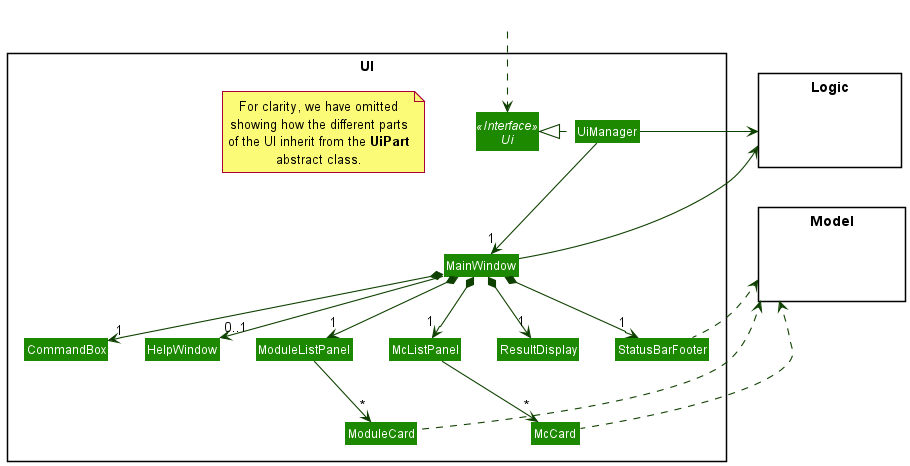 UI
Logic
For clarity, we have omitted
showing how the different parts
of the UI inherit from the UiPart
abstract class.
«Interface»
Ui
UiManager
Model
1
MainWindow
1
0..1
1
1
1
1
CommandBox
HelpWindow
ModuleListPanel
McListPanel
ResultDisplay
StatusBarFooter
*
*
ModuleCard
McCard